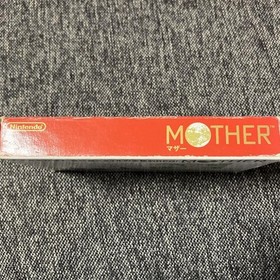 Nintendo
MOTHER
マザー